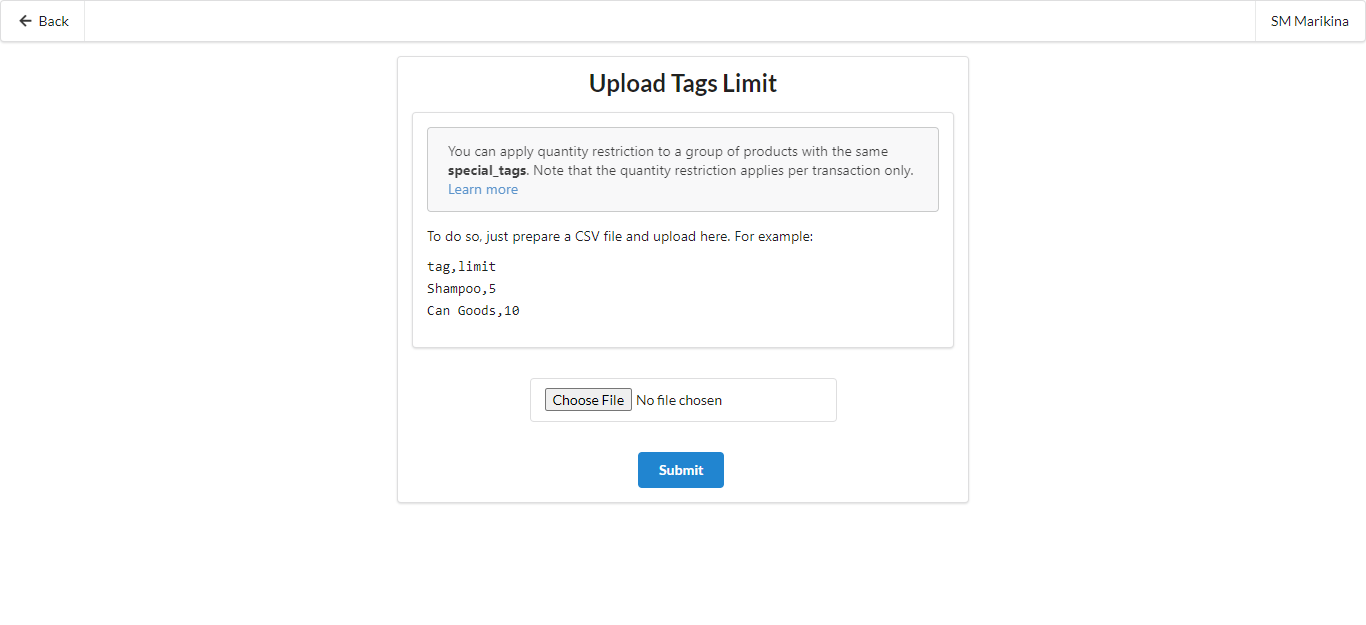 Back
SM Marikina
Upload Tags Limit
You can apply quantity restriction to a group of products with the same
special_tags. Note that the quantity restriction applies per transaction only.
Learn more
To do so, just prepare a CSV file and upload here. For example:
tag,limit
Shampoo,5
Can Goods,10
Choose File No file chosen
Submit